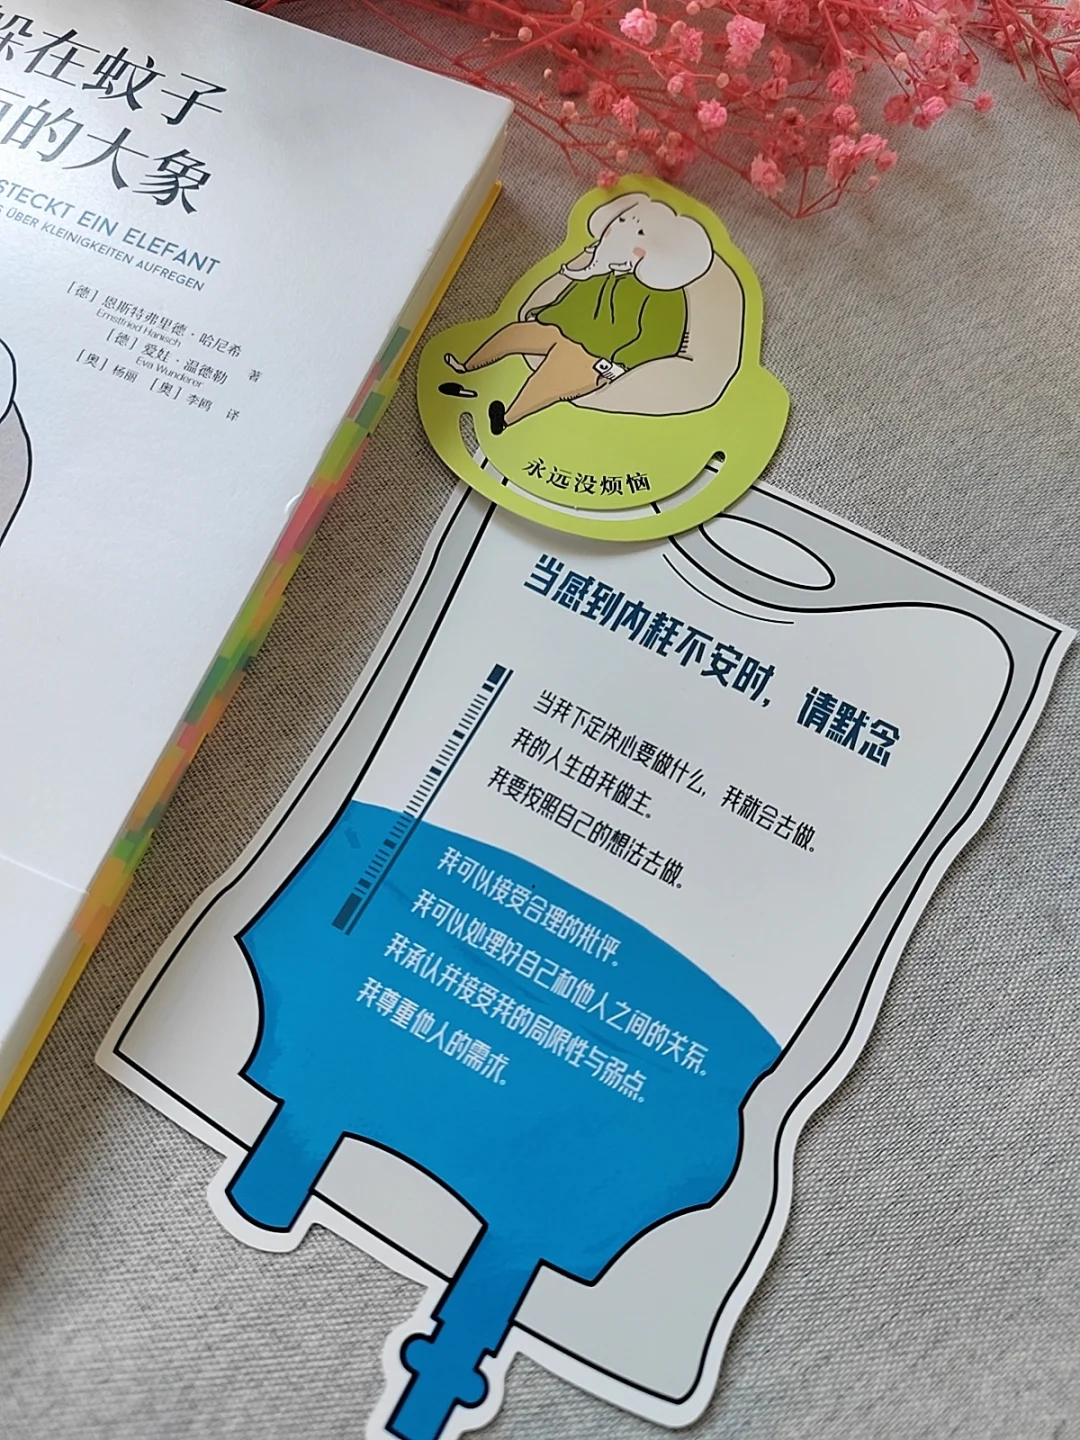 躲在蚊子
面的大象
STECKT EIN ELEFANT
ÜBER KLEINIGKEITEN AUFREGEN
［德］恩斯特弗里德·哈尼希
Ernstfried Hanisch
［德］爱娃·温德勒 著
Eva Wunderer
［奥］杨丽 ［奥］李鸥 译
永远没烦恼
当感到内耗不安时，请默念
当我下定决心要做什么，我就会去做。
我的人生由我做主。
我要按照自己的想法去做。
我可以接受合理的批评。
我可以处理好自己和他人之间的关系。
我承认并接受我的局限性与弱点。
我尊重他人的需求。